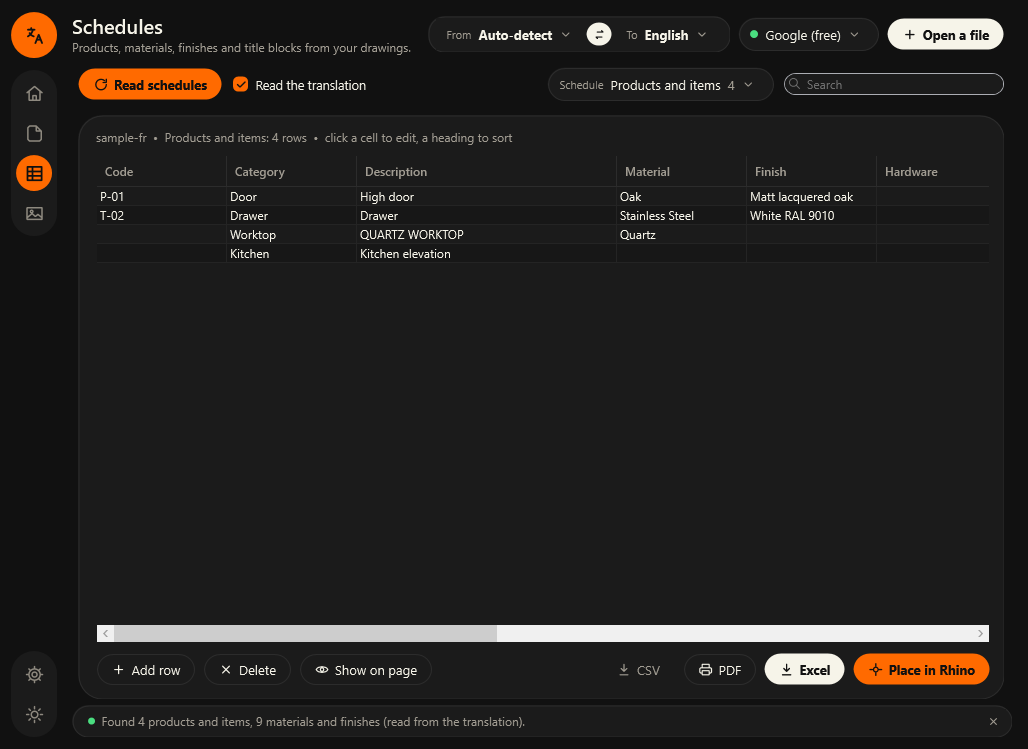 Schedules
Products, materials, finishes and title blocks from your drawings.
From Auto-detect To English
Google (free)
Open a file
Read schedules
Read the translation
Schedule Products and items 4
Search
sample-fr • Products and items: 4 rows • click a cell to edit, a heading to sort
Code Category Description Material Finish Hardware
P-01 Door High door Oak Matt lacquered oak
T-02 Drawer Drawer Stainless Steel White RAL 9010
Worktop QUARTZ WORKTOP Quartz
Kitchen Kitchen elevation
Add row Delete Show on page CSV PDF Excel Place in Rhino
Found 4 products and items, 9 materials and finishes (read from the translation).